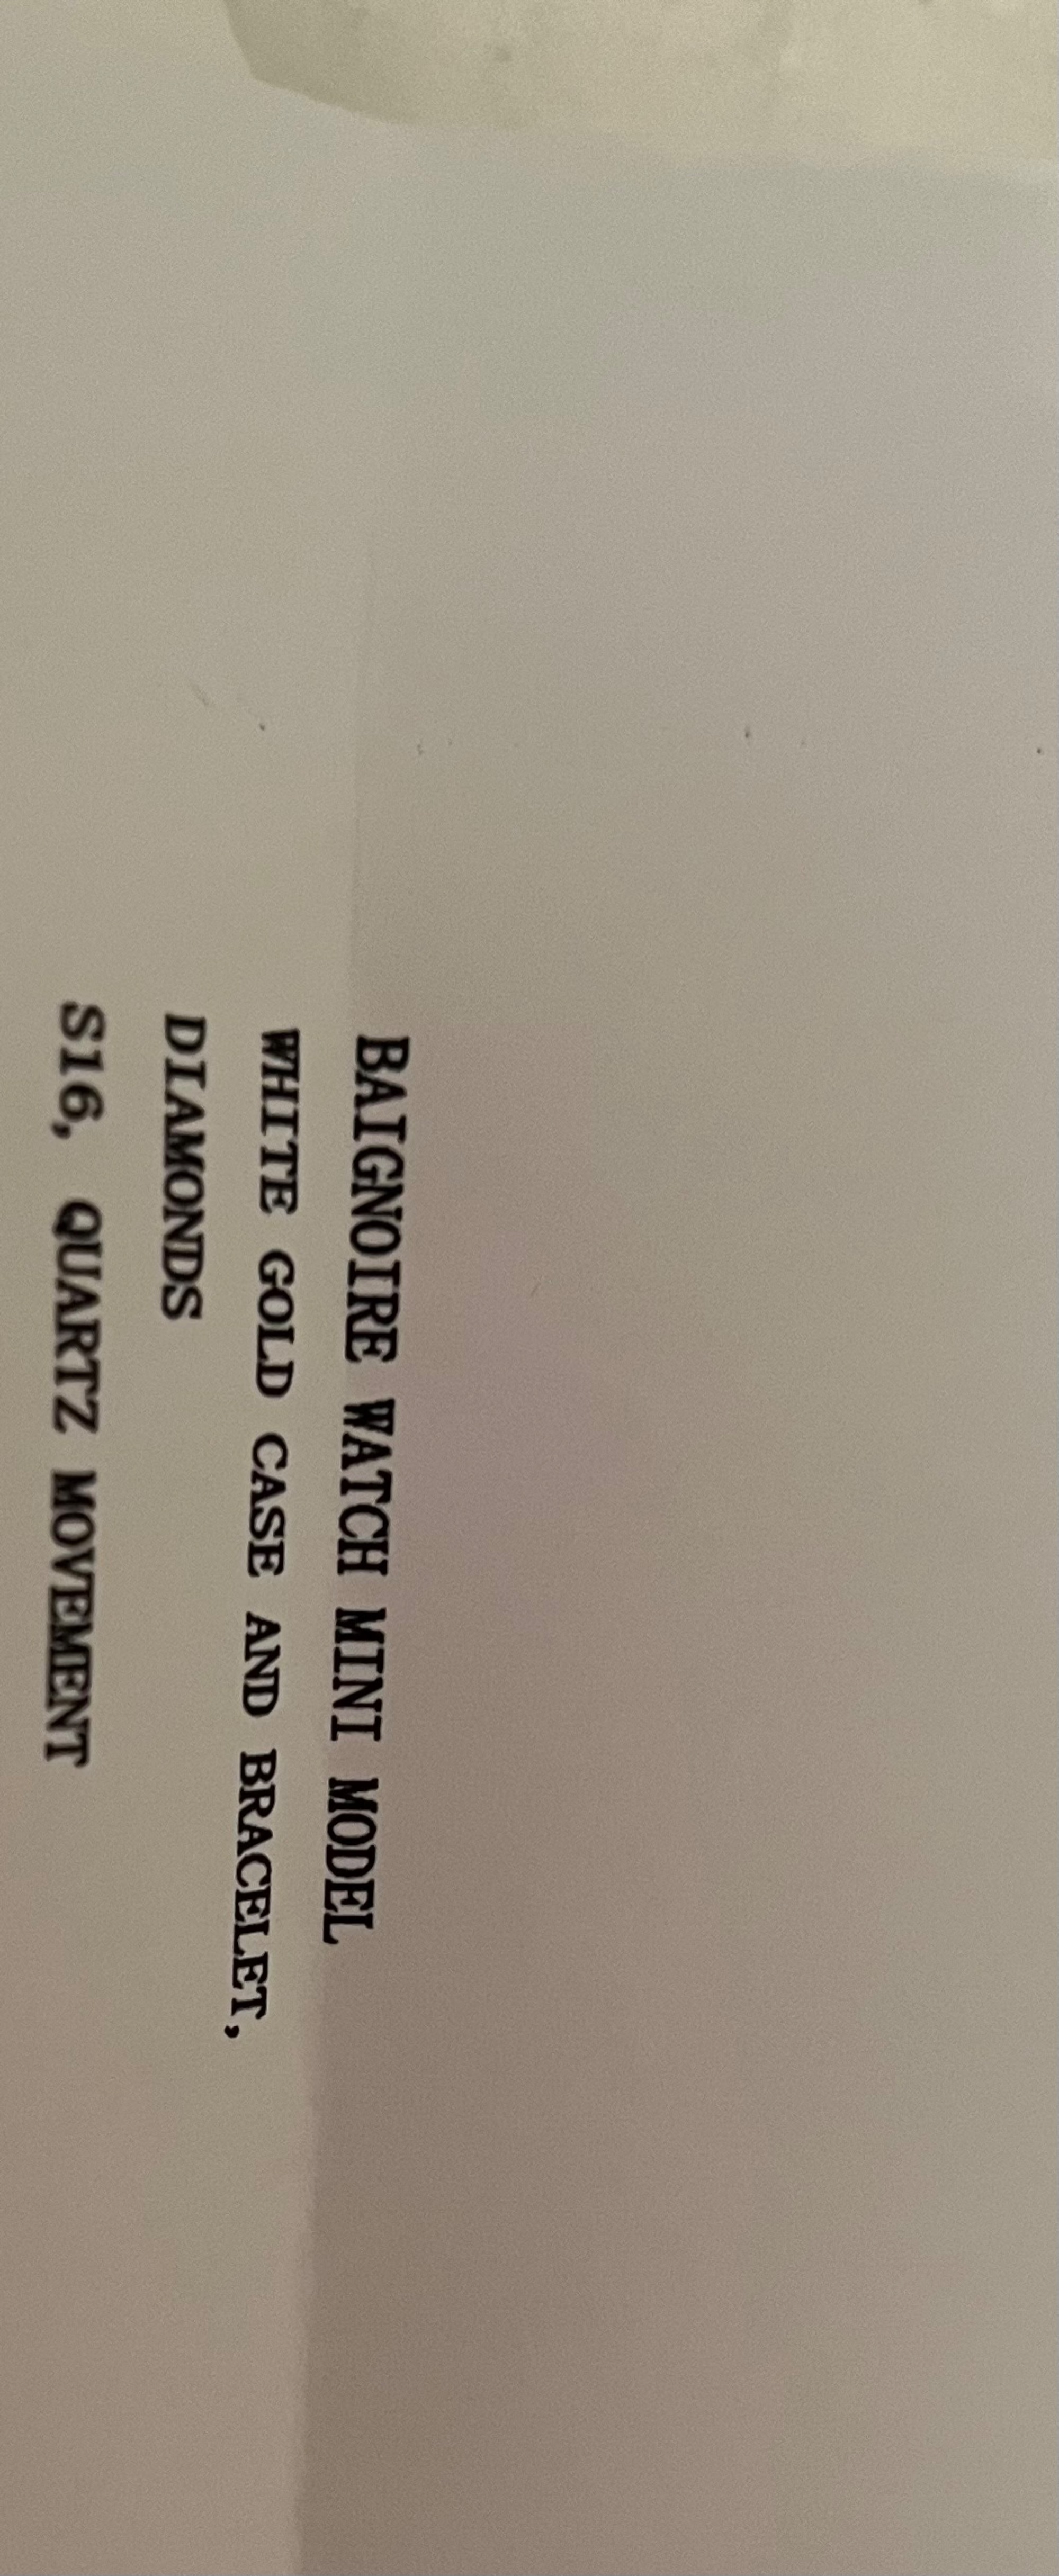 BAIGNOIRE WATCH MINI MODEL
WHITE GOLD CASE AND BRACELET,
DIAMONDS
S16, QUARTZ MOVEMENT